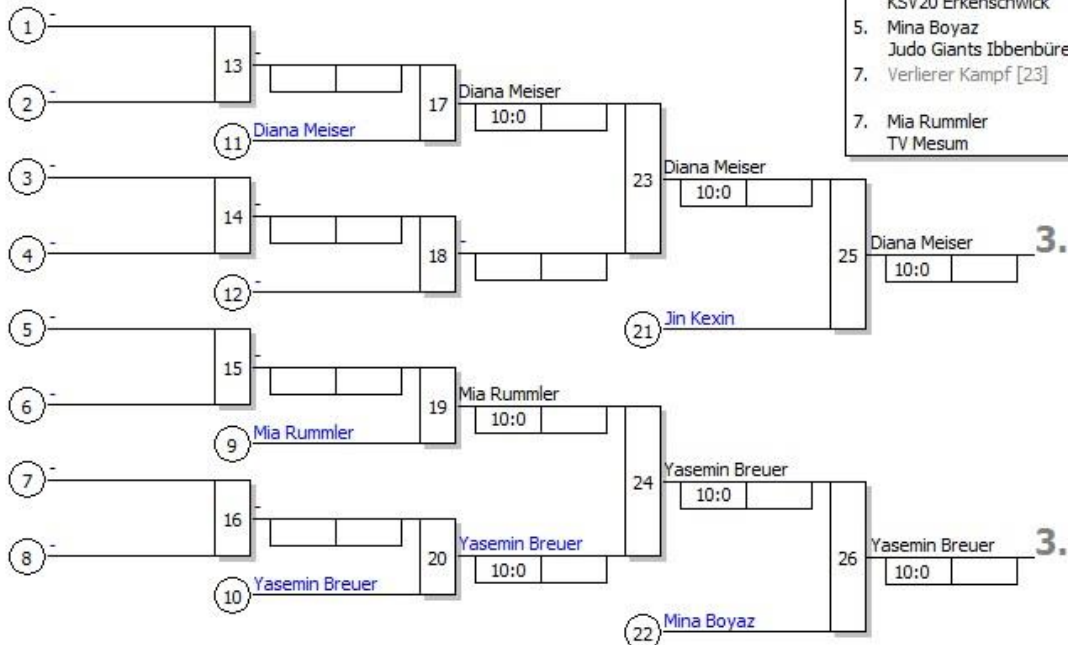 KSV20 Erkenschwick
5. Mina Boyaz
Judo Giants Ibbenbüre
7. Verlierer Kampf [23]
7. Mia Rummler
TV Mesum
1 -
13 -
2 -
17 Diana Meiser
10:0
11 Diana Meiser
23 Diana Meiser
10:0
3 -
14 -
4 -
18 -
12 -
25 Diana Meiser 3.
10:0
21 Jin Kexin
5 -
15 -
6 -
19 Mia Rummler
10:0
9 Mia Rummler
24 Yasemin Breuer
10:0
7 -
16 -
8 -
20 Yasemin Breuer
10:0
10 Yasemin Breuer
26 Yasemin Breuer 3.
10:0
22 Mina Boyaz